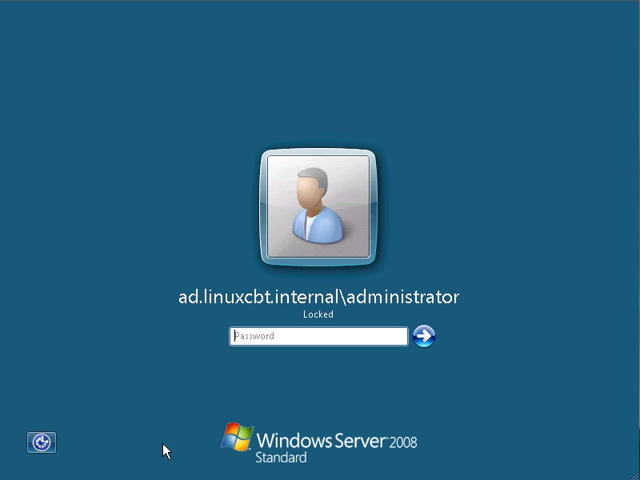 ad.linuxcbt.internal\administrator
Locked
Password
Windows Server 2008
Standard